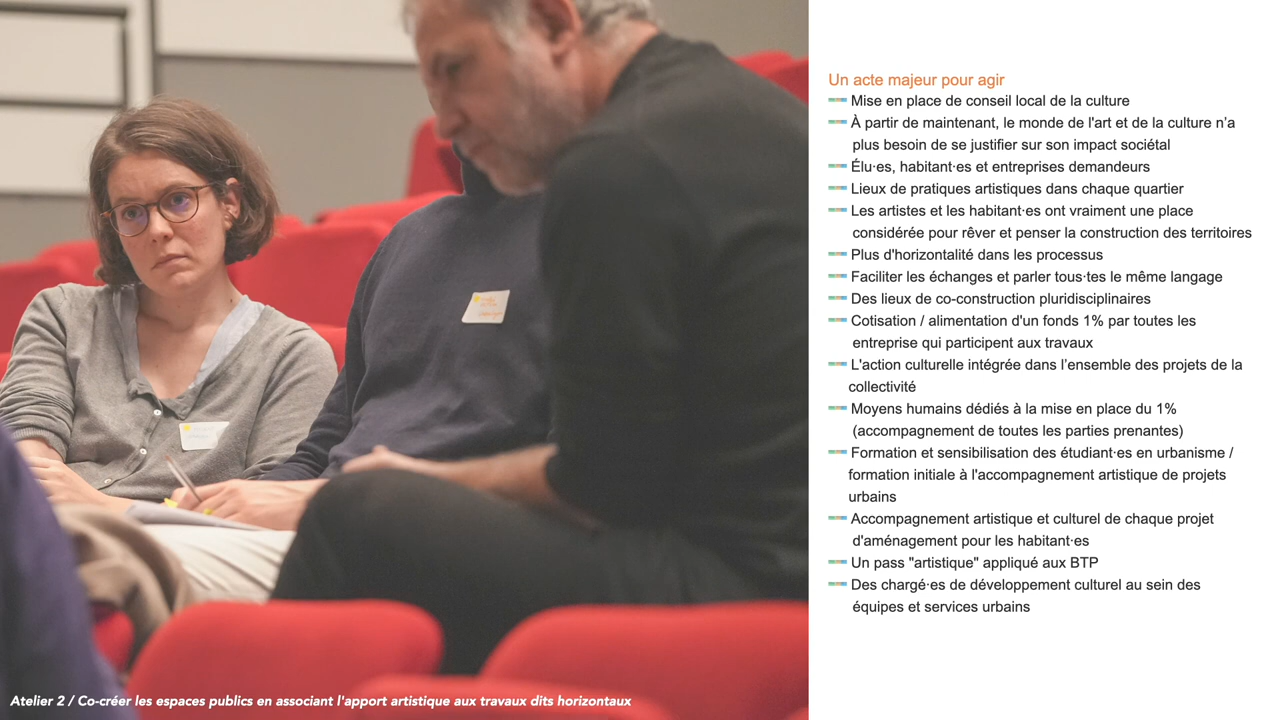 Un acte majeur pour agir
Mise en place de conseil local de la culture
À partir de maintenant, le monde de l'art et de la culture n’a
plus besoin de se justifier sur son impact sociétal
Élu·es, habitant·es et entreprises demandeurs
Lieux de pratiques artistiques dans chaque quartier
Les artistes et les habitant·es ont vraiment une place
considérée pour rêver et penser la construction des territoires
Plus d'horizontalité dans les processus
Faciliter les échanges et parler tous·tes le même langage
Des lieux de co-construction pluridisciplinaires
Cotisation / alimentation d'un fonds 1% par toutes les
entreprise qui participent aux travaux
L'action culturelle intégrée dans l’ensemble des projets de la
collectivité
Moyens humains dédiés à la mise en place du 1%
(accompagnement de toutes les parties prenantes)
Formation et sensibilisation des étudiant·es en urbanisme /
formation initiale à l'accompagnement artistique de projets
urbains
Accompagnement artistique et culturel de chaque projet
d'aménagement pour les habitant·es
Un pass "artistique" appliqué aux BTP
Des chargé·es de développement culturel au sein des
équipes et services urbains
Atelier 2 / Co-créer les espaces publics en associant l'apport artistique aux travaux dits horizontaux